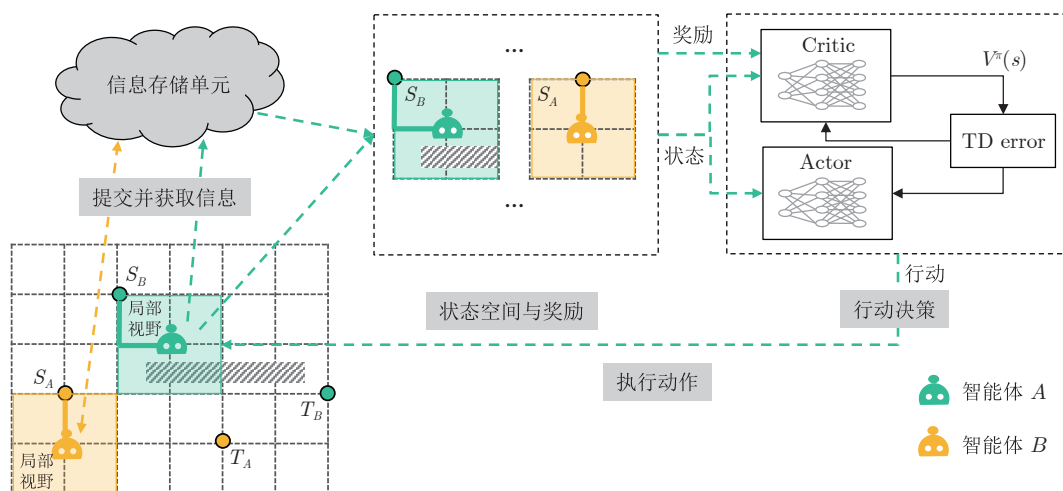 信息存储单元
提交并获取信息
S_B
局部
视野
S_A
局部
视野
T_B
T_A
...
S_B
S_A
...
状态空间与奖励
奖励
状态
Critic
V^π(s)
TD error
Actor
行动
行动决策
执行动作
智能体 A
智能体 B